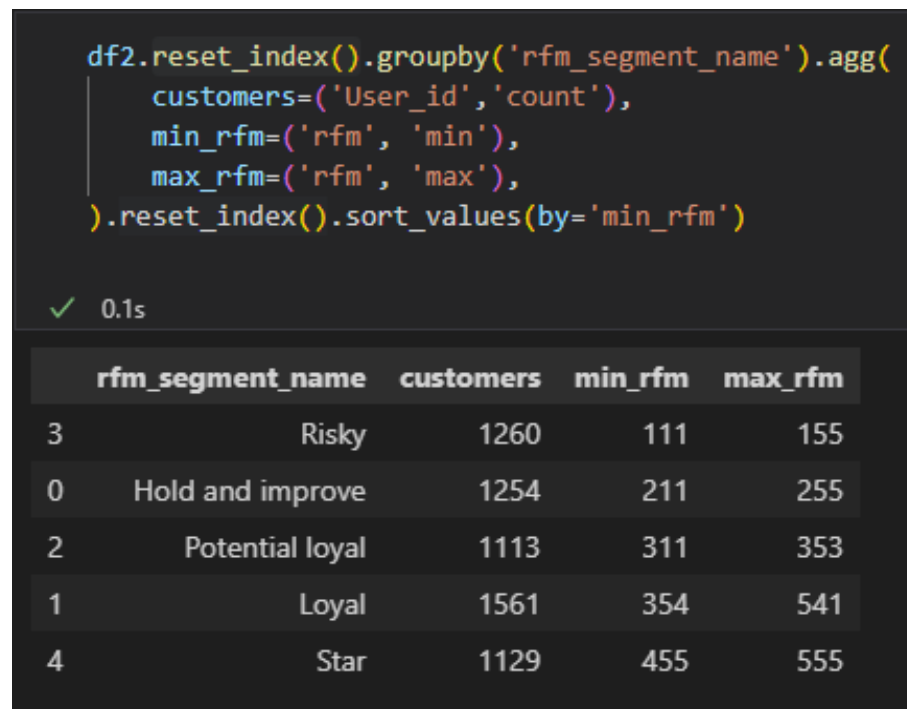 df2.reset_index().groupby('rfm_segment_name').agg(
    customers=('User_id','count'),
    min_rfm=('rfm', 'min'),
    max_rfm=('rfm', 'max'),
).reset_index().sort_values(by='min_rfm')
✓ 0.1s
rfm_segment_name customers min_rfm max_rfm
3 Risky 1260 111 155
0 Hold and improve 1254 211 255
2 Potential loyal 1113 311 353
1 Loyal 1561 354 541
4 Star 1129 455 555